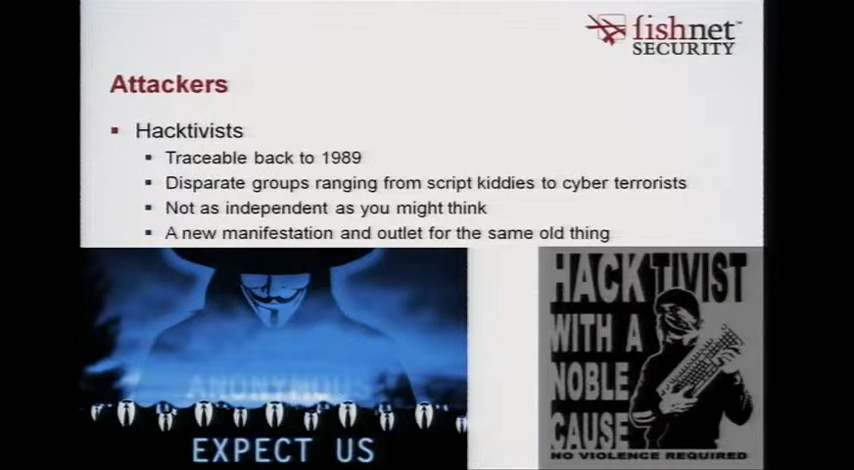 fishnet™
SECURITY
Attackers
Hacktivists
Traceable back to 1989
Disparate groups ranging from script kiddies to cyber terrorists
Not as independent as you might think
A new manifestation and outlet for the same old thing
ANONYMOUS
EXPECT US
HACKTIVIST
WITH A
NOBLE
CAUSE
NO VIOLENCE REQUIRED